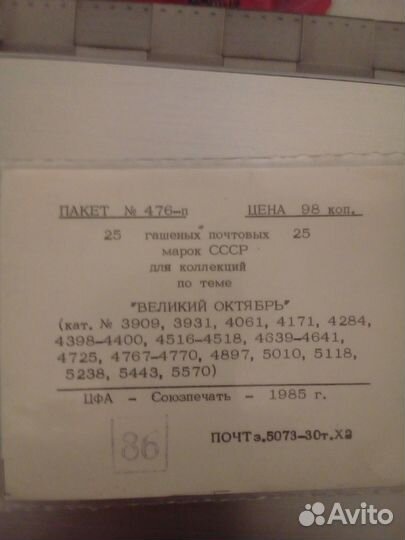 ПАКЕТ № 476-п ЦЕНА 98 коп.
25 гашеных почтовых 25
марок СССР
для коллекций
по теме
"ВЕЛИКИЙ ОКТЯБРЬ"
(кат. № 3909, 3931, 4061, 4171, 4284,
4398-4400, 4516-4518, 4639-4641,
4725, 4767-4770, 4897, 5010, 5118,
5238, 5443, 5570)
ЦФА - Союзпечать - 1985 г.
86
ПОЧТ з.5073-30т.Х2
Avito